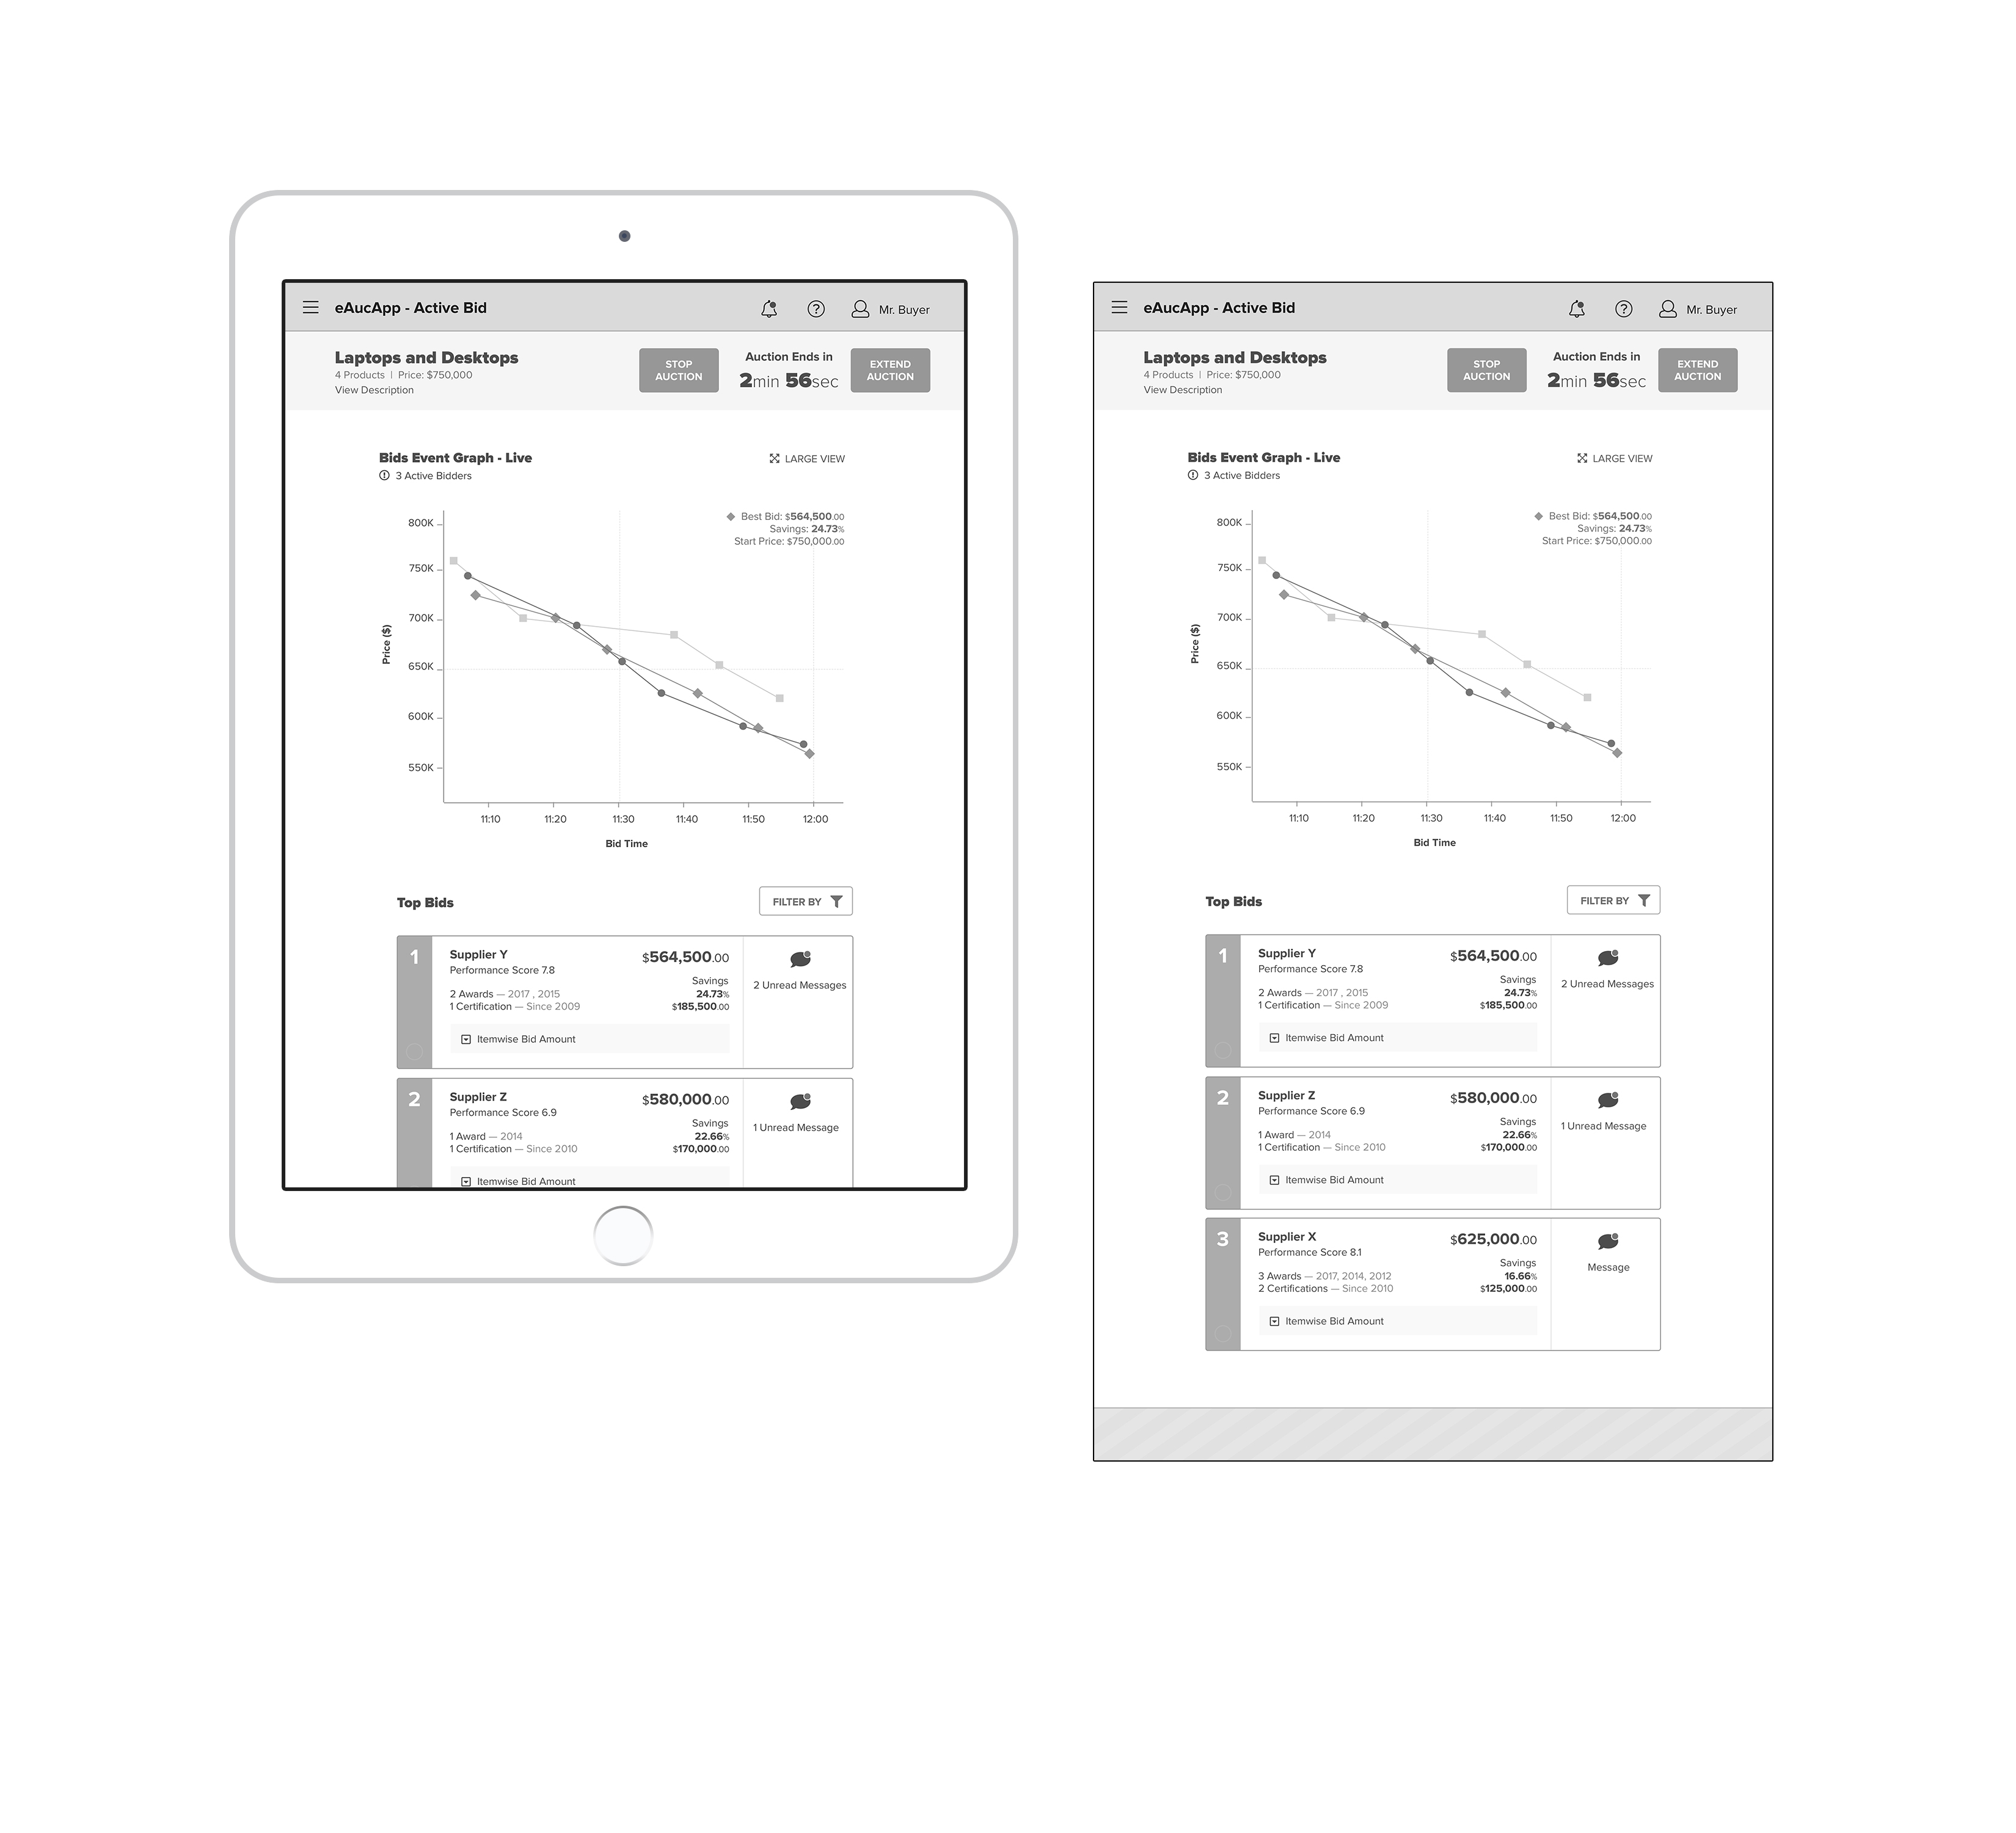 eAucApp - Active Bid
Mr. Buyer
Laptops and Desktops
4 Products | Price: $750,000
View Description
STOP
AUCTION
Auction Ends in
2min 56sec
EXTEND
AUCTION
Bids Event Graph - Live
3 Active Bidders
LARGE VIEW
Best Bid: $564,500.00
Savings: 24.73%
Start Price: $750,000.00
800K
750K
700K
650K
600K
550K
Price ($)
11:10 11:20 11:30 11:40 11:50 12:00
Bid Time
Top Bids
FILTER BY
1
Supplier Y
Performance Score 7.8
2 Awards — 2017 , 2015
1 Certification — Since 2009
$564,500.00
Savings
24.73%
$185,500.00
Itemwise Bid Amount
2 Unread Messages
2
Supplier Z
Performance Score 6.9
1 Award — 2014
1 Certification — Since 2010
$580,000.00
Savings
22.66%
$170,000.00
Itemwise Bid Amount
1 Unread Message
eAucApp - Active Bid
Mr. Buyer
Laptops and Desktops
4 Products | Price: $750,000
View Description
STOP
AUCTION
Auction Ends in
2min 56sec
EXTEND
AUCTION
Bids Event Graph - Live
3 Active Bidders
LARGE VIEW
Best Bid: $564,500.00
Savings: 24.73%
Start Price: $750,000.00
800K
750K
700K
650K
600K
550K
Price ($)
11:10 11:20 11:30 11:40 11:50 12:00
Bid Time
Top Bids
FILTER BY
1
Supplier Y
Performance Score 7.8
2 Awards — 2017 , 2015
1 Certification — Since 2009
$564,500.00
Savings
24.73%
$185,500.00
Itemwise Bid Amount
2 Unread Messages
2
Supplier Z
Performance Score 6.9
1 Award — 2014
1 Certification — Since 2010
$580,000.00
Savings
22.66%
$170,000.00
Itemwise Bid Amount
1 Unread Message
3
Supplier X
Performance Score 8.1
3 Awards — 2017, 2014, 2012
2 Certifications — Since 2010
$625,000.00
Savings
16.66%
$125,000.00
Itemwise Bid Amount
Message